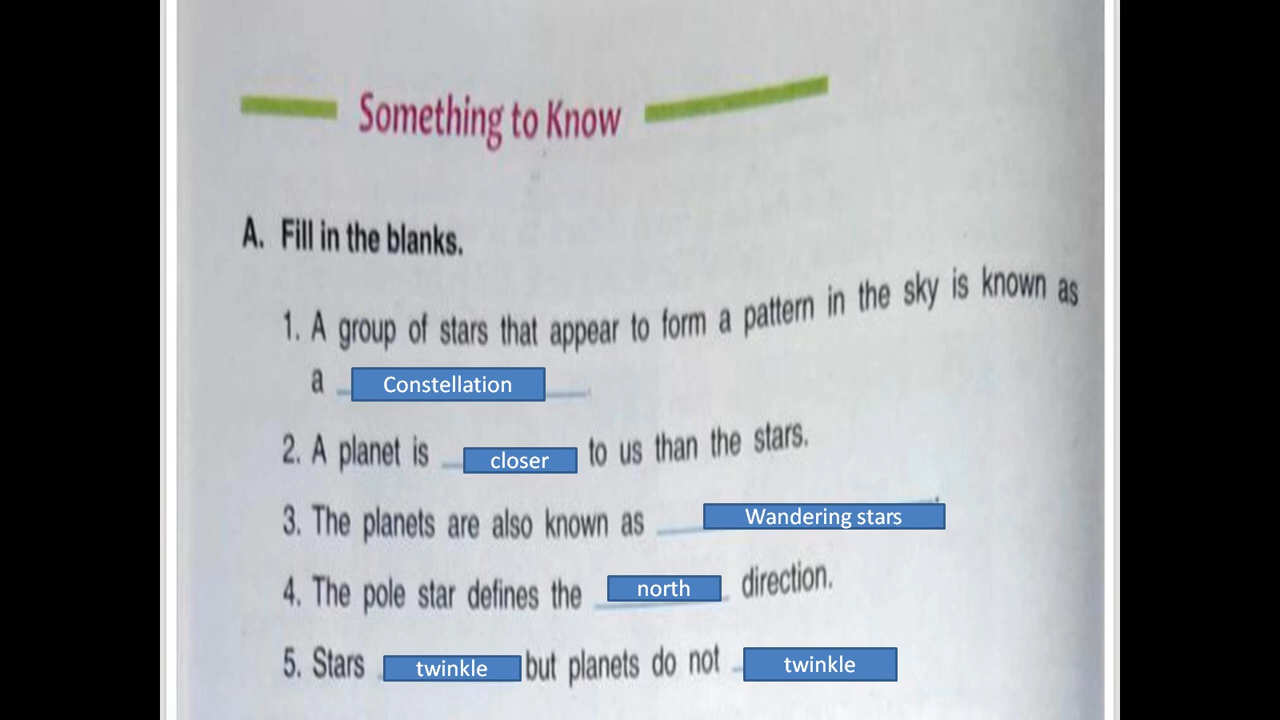 Something to Know
A. Fill in the blanks.
1. A group of stars that appear to form a pattern in the sky is known as
a Constellation
2. A planet is closer to us than the stars.
3. The planets are also known as Wandering stars.
4. The pole star defines the north direction.
5. Stars twinkle but planets do not twinkle